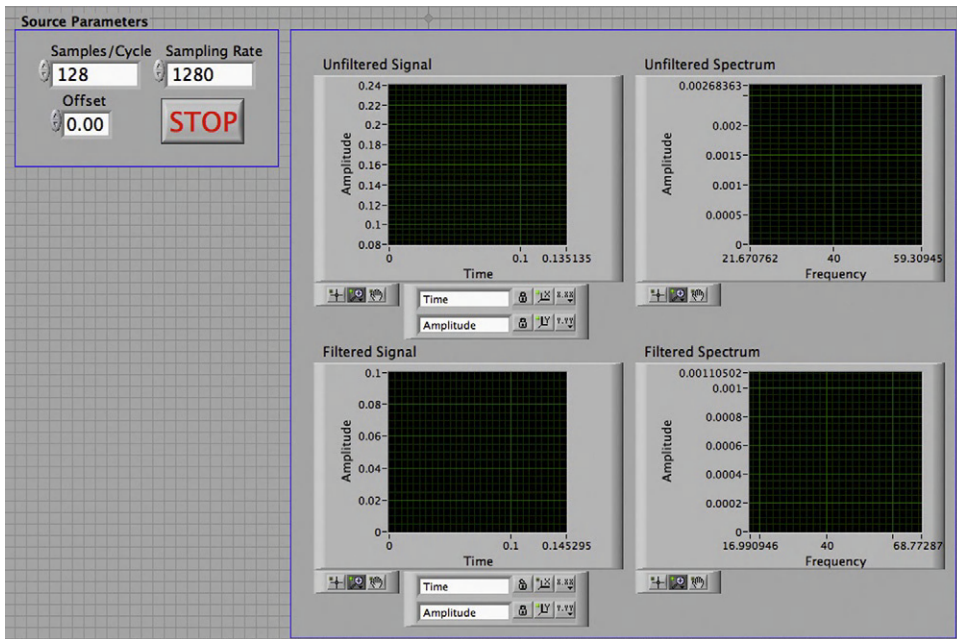 Source Parameters
Samples/Cycle Sampling Rate
128 1280
Offset
0.00 STOP
Unfiltered Signal
Amplitude
0.24
0.22
0.2
0.18
0.16
0.14
0.12
0.1
0.08
0 0.1 0.135135
Time
Time
Amplitude
Unfiltered Spectrum
Amplitude
0.00268363
0.002
0.0015
0.001
0.0005
0
21.670762 40 59.30945
Frequency
Filtered Signal
Amplitude
0.1
0.08
0.06
0.04
0.02
0
0 0.1 0.145295
Time
Time
Amplitude
Filtered Spectrum
Amplitude
0.00110502
0.001
0.0008
0.0006
0.0004
0.0002
0
16.990946 40 68.77287
Frequency